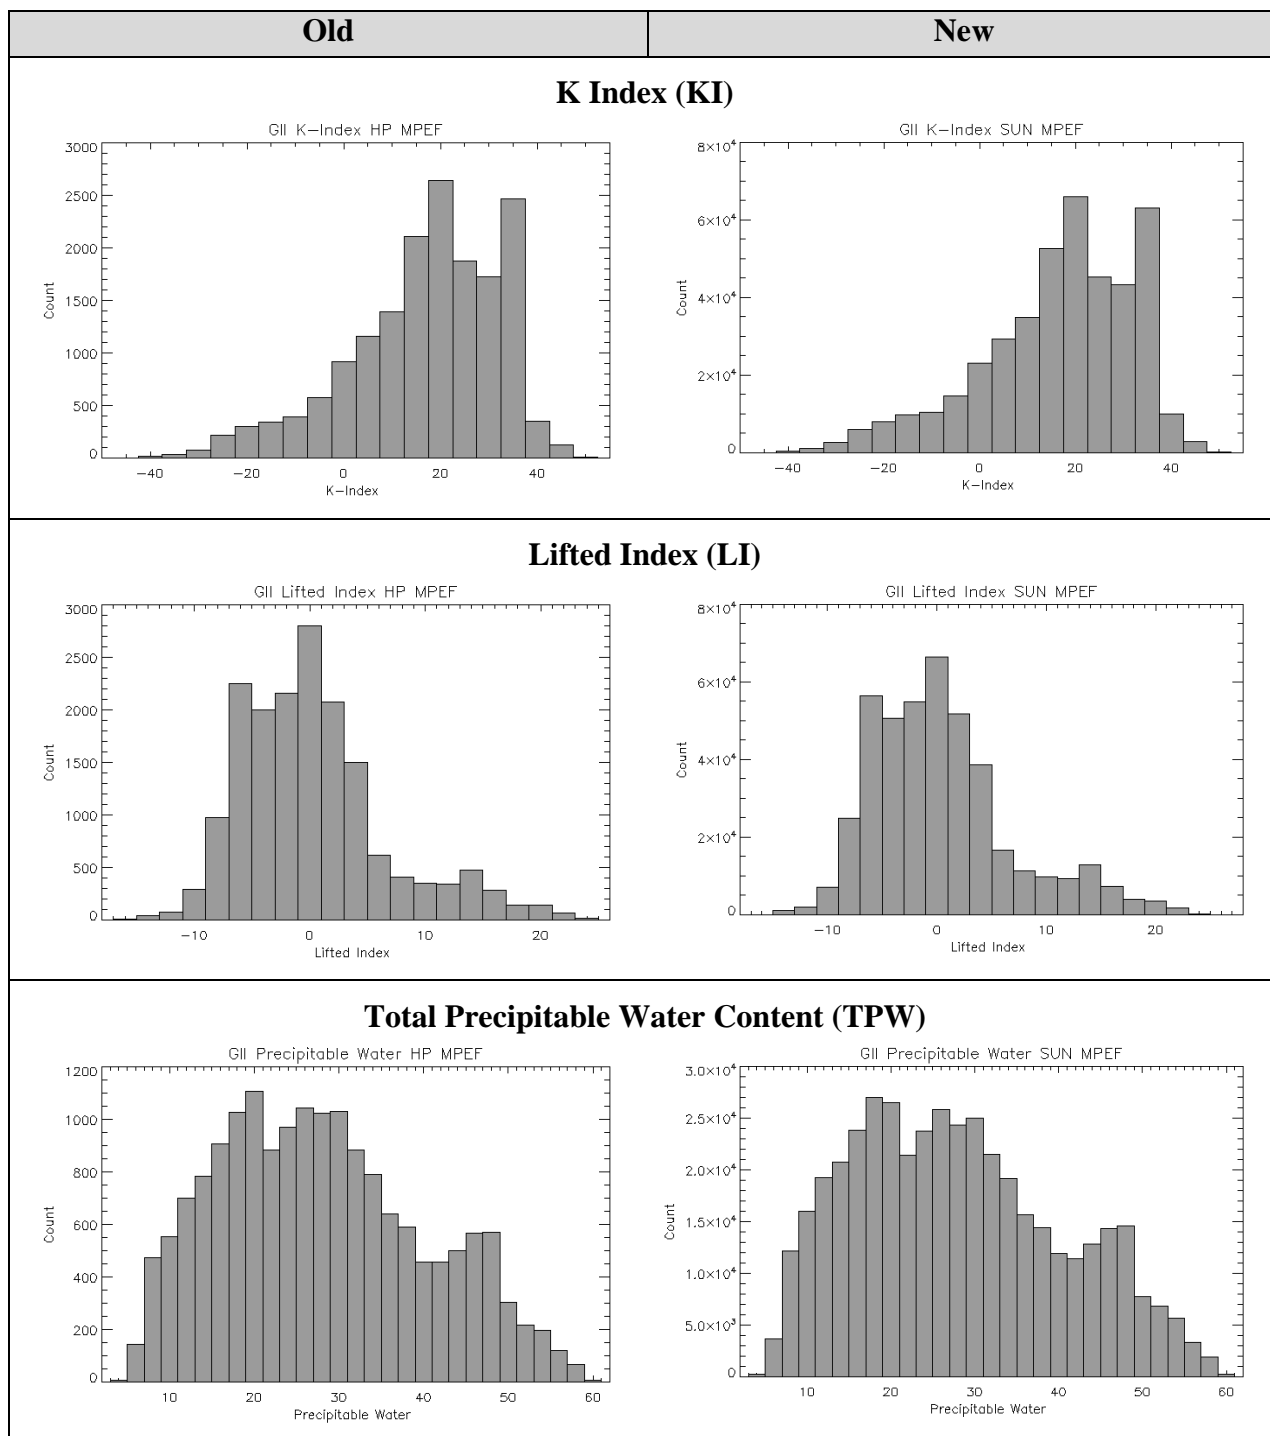 Old New
K Index (KI)
GII K-Index HP MPEF
3000
2500
2000
1500
1000
500
0
Count
-40 -20 0 20 40
K-Index
GII K-Index SUN MPEF
8×10⁴
6×10⁴
4×10⁴
2×10⁴
0
Count
-40 -20 0 20 40
K-Index
Lifted Index (LI)
GII Lifted Index HP MPEF
3000
2500
2000
1500
1000
500
0
Count
-10 0 10 20
Lifted Index
GII Lifted Index SUN MPEF
8×10⁴
6×10⁴
4×10⁴
2×10⁴
0
Count
-10 0 10 20
Lifted Index
Total Precipitable Water Content (TPW)
GII Precipitable Water HP MPEF
1200
1000
800
600
400
200
0
Count
10 20 30 40 50 60
Precipitable Water
GII Precipitable Water SUN MPEF
3.0×10⁴
2.5×10⁴
2.0×10⁴
1.5×10⁴
1.0×10⁴
5.0×10³
0
Count
10 20 30 40 50 60
Precipitable Water